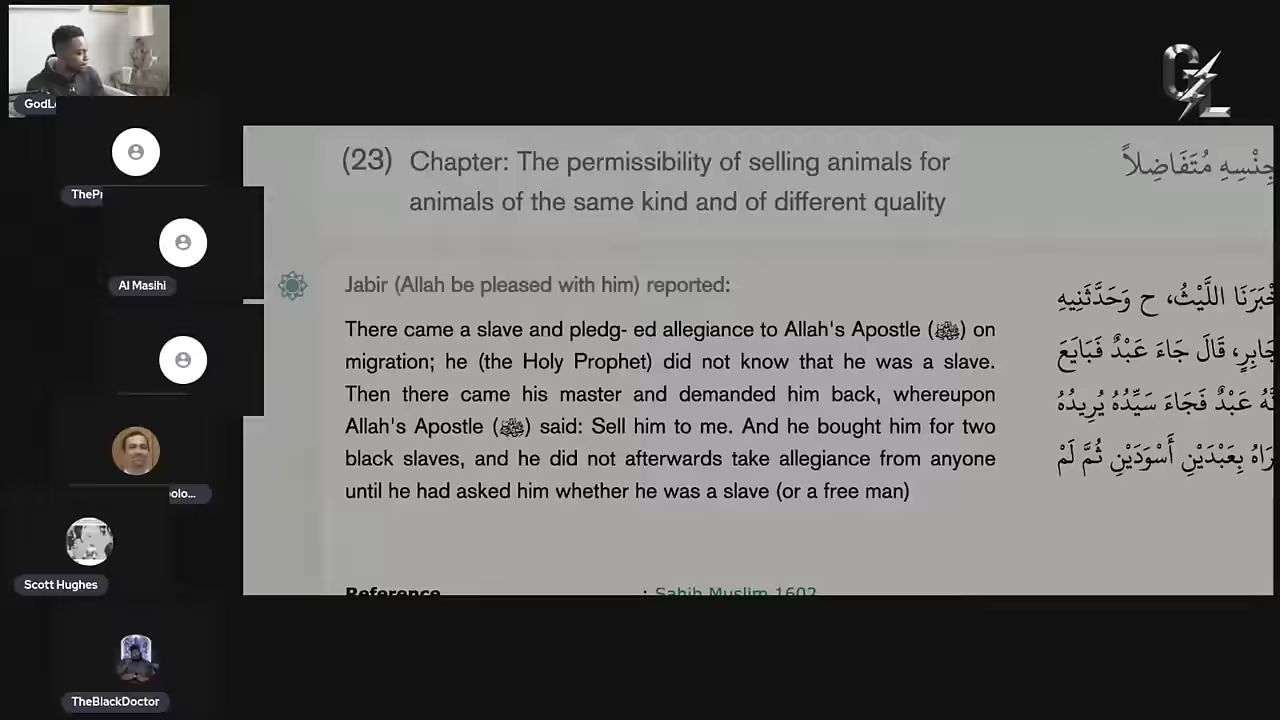 GodL
ThePr
Al Masihi
olo...
Scott Hughes
TheBlackDoctor
GL
(23) Chapter: The permissibility of selling animals for
animals of the same kind and of different quality
جِنْسِهِ مُتَفَاضِلاً
Jabir (Allah be pleased with him) reported:
There came a slave and pledg- ed allegiance to Allah's Apostle (ﷺ) on
migration; he (the Holy Prophet) did not know that he was a slave.
Then there came his master and demanded him back, whereupon
Allah's Apostle (ﷺ) said: Sell him to me. And he bought him for two
black slaves, and he did not afterwards take allegiance from anyone
until he had asked him whether he was a slave (or a free man)
خْبَرَنَا اللَّيْثُ، ح وَحَدَّثَنِيهِ
جَابِرٍ، قَالَ جَاءَ عَبْدٌ فَبَايَعَ
نَّهُ عَبْدٌ فَجَاءَ سَيِّدُهُ يُرِيدُهُ
رَاهُ بِعَبْدَيْنِ أَسْوَدَيْنِ ثُمَّ لَمْ
Reference : Sahih Muslim 1602